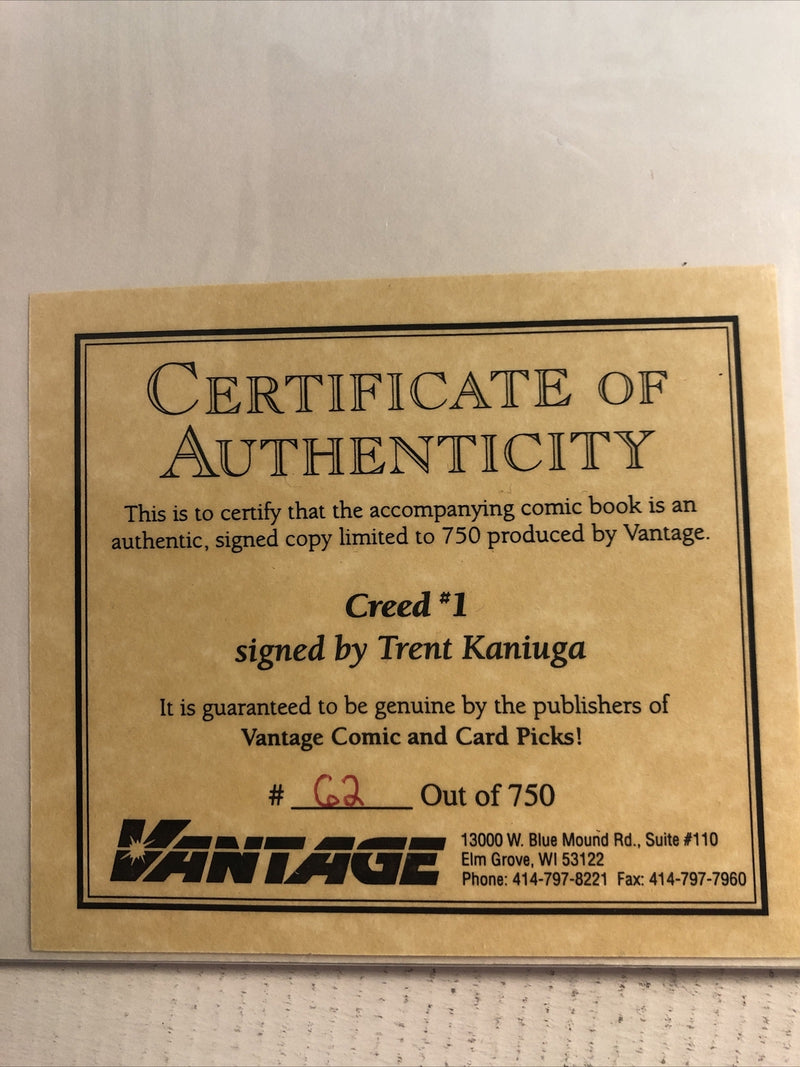 CERTIFICATE OF
AUTHENTICITY
This is to certify that the accompanying comic book is an
authentic, signed copy limited to 750 produced by Vantage.
Creed #1
signed by Trent Kaniuga
It is guaranteed to be genuine by the publishers of
Vantage Comic and Card Picks!
# 62 Out of 750
VANTAGE
13000 W. Blue Mound Rd., Suite #110
Elm Grove, WI 53122
Phone: 414-797-8221 Fax: 414-797-7960